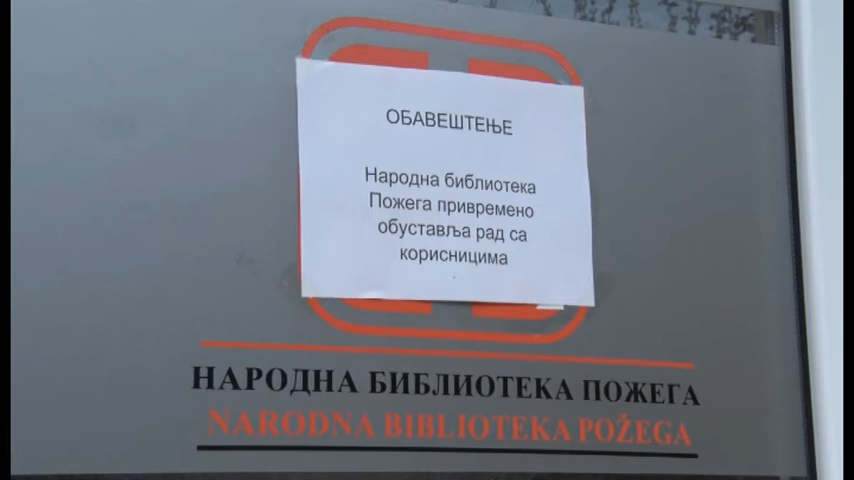 ОБАВЕШТЕЊЕ
Народна библиотека
Пожега привремено
обуставља рад са
корисницима
НАРОДНА БИБЛИОТЕКА ПОЖЕГА
NARODNA BIBLIOTEKA POŽEGA